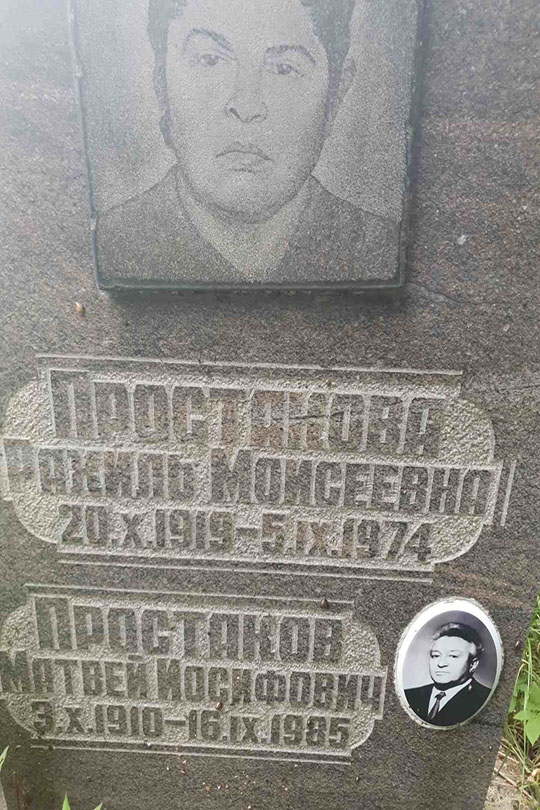 ПРОСТАКОВА
РАХИЛЬ МОИСЕЕВНА
20.X.1919–5.IX.1974
ПРОСТАКОВ
МАТВЕЙ ИОСИФОВИЧ
3.X.1910–16.IX.1985